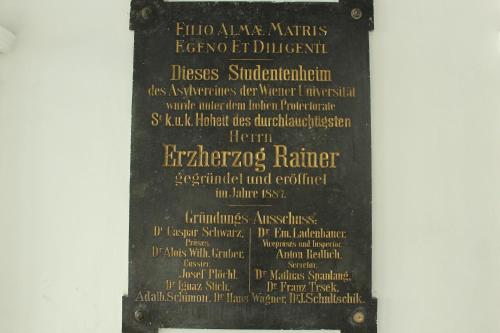 FILIO ALMÆ MATRIS
EGENO ET DILIGENTI.
Dieses Studentenheim
des Asylvereines der Wiener Universität
wurde unter dem hohen Protectorate
Sr k.u.k. Hoheit des durchlauchtigsten
Herrn
Erzherzog Rainer
gegründet und eröffnet
im Jahre 1887.
Gründungs-Ausschuss:
Dr Caspar Schwarz,
Präses.
Dr Alois Wilh. Gruber,
Cassier.
Josef Plöchl.
Dr Ignaz Stich.
Dr Em. Ladenbauer,
Vicepräses und Inspector.
Anton Redlich,
Secretär.
Dr Mathias Spanlang.
Dr Franz Trsek.
Adalb. Schimon. Dr Hans Wagner. Dr I. Schultschik.